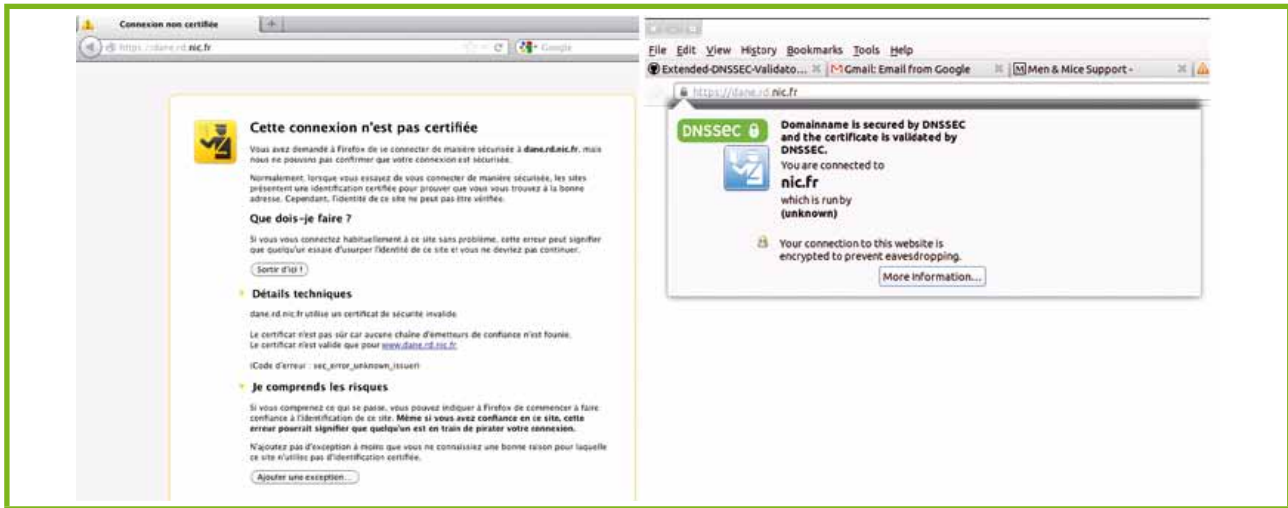 Connexion non certifiée
https://dane.rd.nic.fr
Google
Cette connexion n'est pas certifiée
Vous avez demandé à Firefox de se connecter de manière sécurisée à dane.rd.nic.fr, mais
nous ne pouvons pas confirmer que votre connexion est sécurisée.
Normalement, lorsque vous essayez de vous connecter de manière sécurisée, les sites
présentent une identification certifiée pour prouver que vous vous trouvez à la bonne
adresse. Cependant, l'identité de ce site ne peut pas être vérifiée.
Que dois-je faire ?
Si vous vous connectez habituellement à ce site sans problème, cette erreur peut signifier
que quelqu'un essaie d'usurper l'identité de ce site et vous ne devriez pas continuer.
Sortir d'ici !
Détails techniques
dane.rd.nic.fr utilise un certificat de sécurité invalide.
Le certificat n'est pas sûr car aucune chaîne d'émetteurs de confiance n'est founie.
Le certificat n'est valide que pour www.dane.rd.nic.fr
(Code d'erreur : sec_error_unknown_issuer)
Je comprends les risques
Si vous comprenez ce qui se passe, vous pouvez indiquer à Firefox de commencer à faire
confiance à l'identification de ce site. Même si vous avez confiance en ce site, cette
erreur pourrait signifier que quelqu'un est en train de pirater votre connexion.
N'ajoutez pas d'exception à moins que vous ne connaissiez une bonne raison pour laquelle
ce site n'utilise pas d'identification certifiée.
Ajouter une exception...
File Edit View History Bookmarks Tools Help
Extended-DNSSEC-Validato... Gmail: Email from Google Men & Mice Support -
https://dane.rd.nic.fr
DNSSEC
Domainname is secured by DNSSEC
and the certificate is validated by
DNSSEC.
You are connected to
nic.fr
which is run by
(unknown)
Your connection to this website is
encrypted to prevent eavesdropping.
More Information...